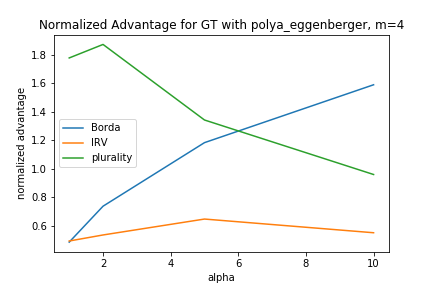 Normalized Advantage for GT with polya_eggenberger, m=4
normalized advantage
1.8
1.6
1.4
1.2
1.0
0.8
0.6
Borda
IRV
plurality
2 4 6 8 10
alpha